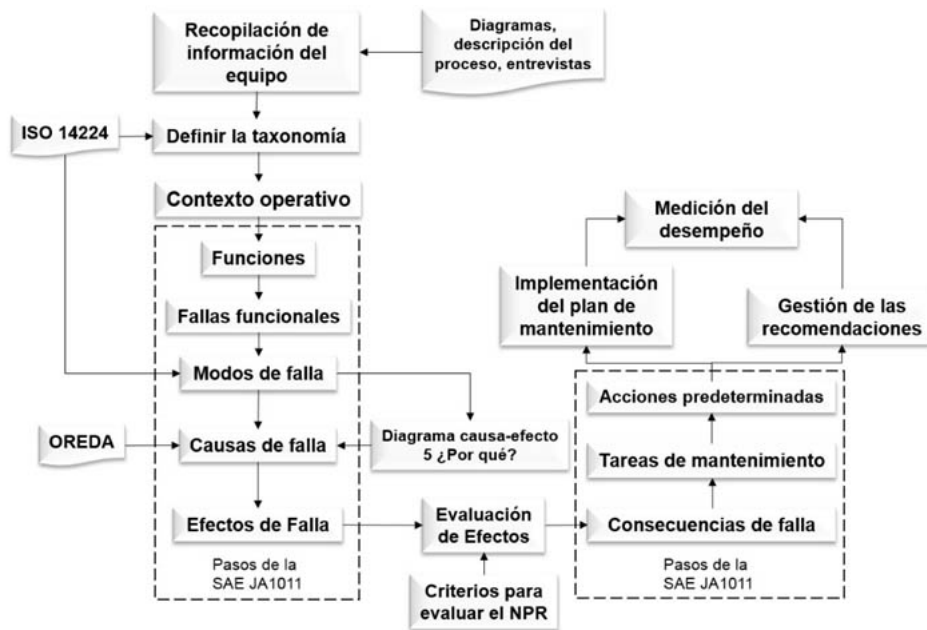 Recopilación de
información del
equipo
Diagramas,
descripción del
proceso, entrevistas
ISO 14224
Definir la taxonomía
Contexto operativo
Funciones
Fallas funcionales
Modos de falla
OREDA
Causas de falla
Diagrama causa-efecto
5 ¿Por qué?
Efectos de Falla
Pasos de la
SAE JA1011
Evaluación
de Efectos
Criterios para
evaluar el NPR
Medición del
desempeño
Implementación
del plan de
mantenimiento
Gestión de las
recomendaciones
Acciones predeterminadas
Tareas de mantenimiento
Consecuencias de falla
Pasos de la
SAE JA1011